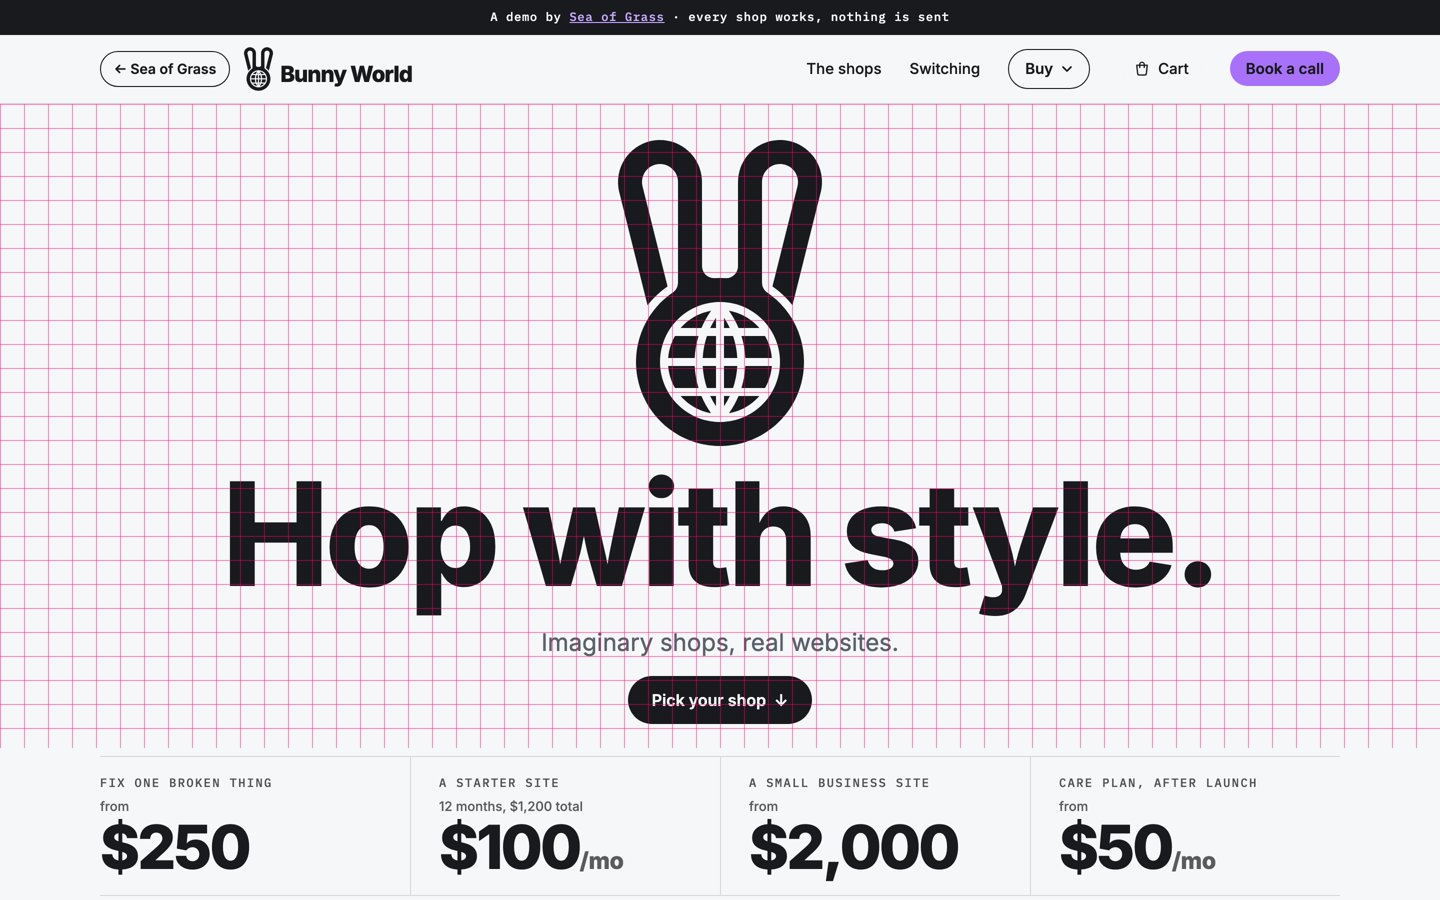 A demo by Sea of Grass · every shop works, nothing is sent
← Sea of Grass
Bunny World
The shops
Switching
Buy
Cart
Book a call
Hop with style.
Imaginary shops, real websites.
Pick your shop ↓
FIX ONE BROKEN THING
from
$250
A STARTER SITE
12 months, $1,200 total
$100/mo
A SMALL BUSINESS SITE
from
$2,000
CARE PLAN, AFTER LAUNCH
from
$50/mo